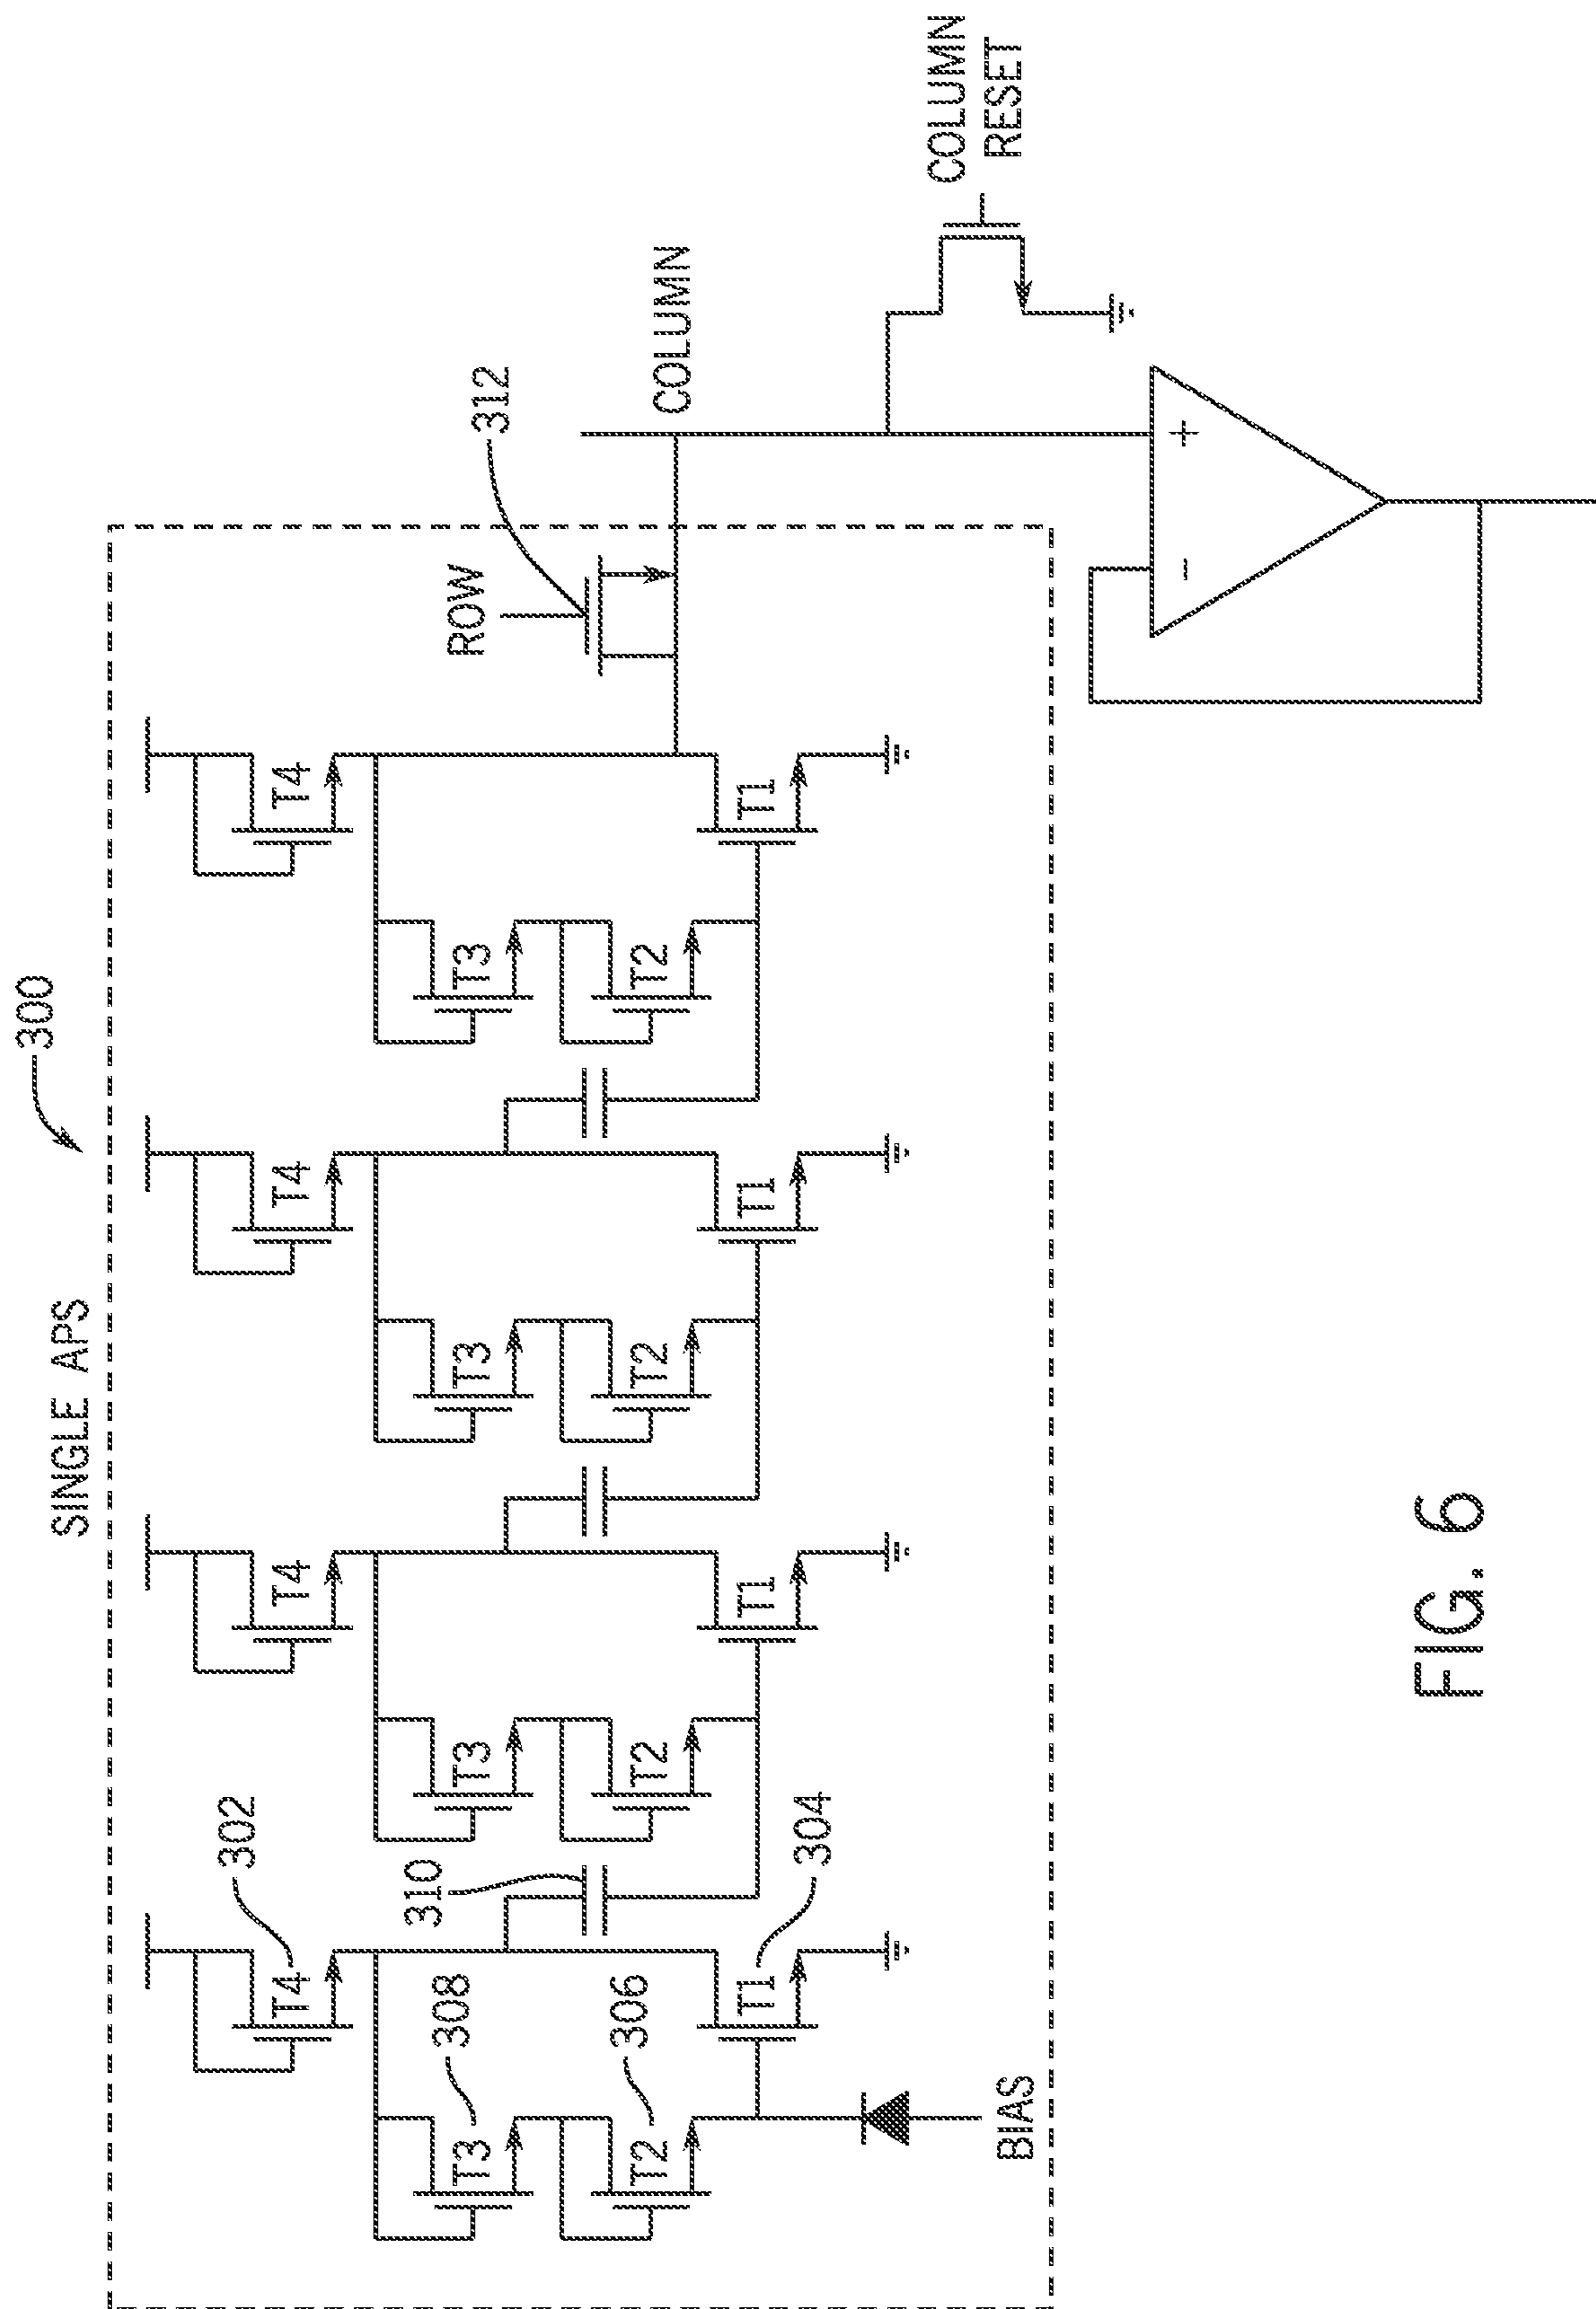 300
SINGLE APS
302
T4
T4
T4
T4
ROW
312
308
T3
310
T3
T3
T3
COLUMN
306
T2
T2
T2
T2
304
T1
T1
T1
T1
BIAS
COLUMN
RESET
−
+
FIG. 6